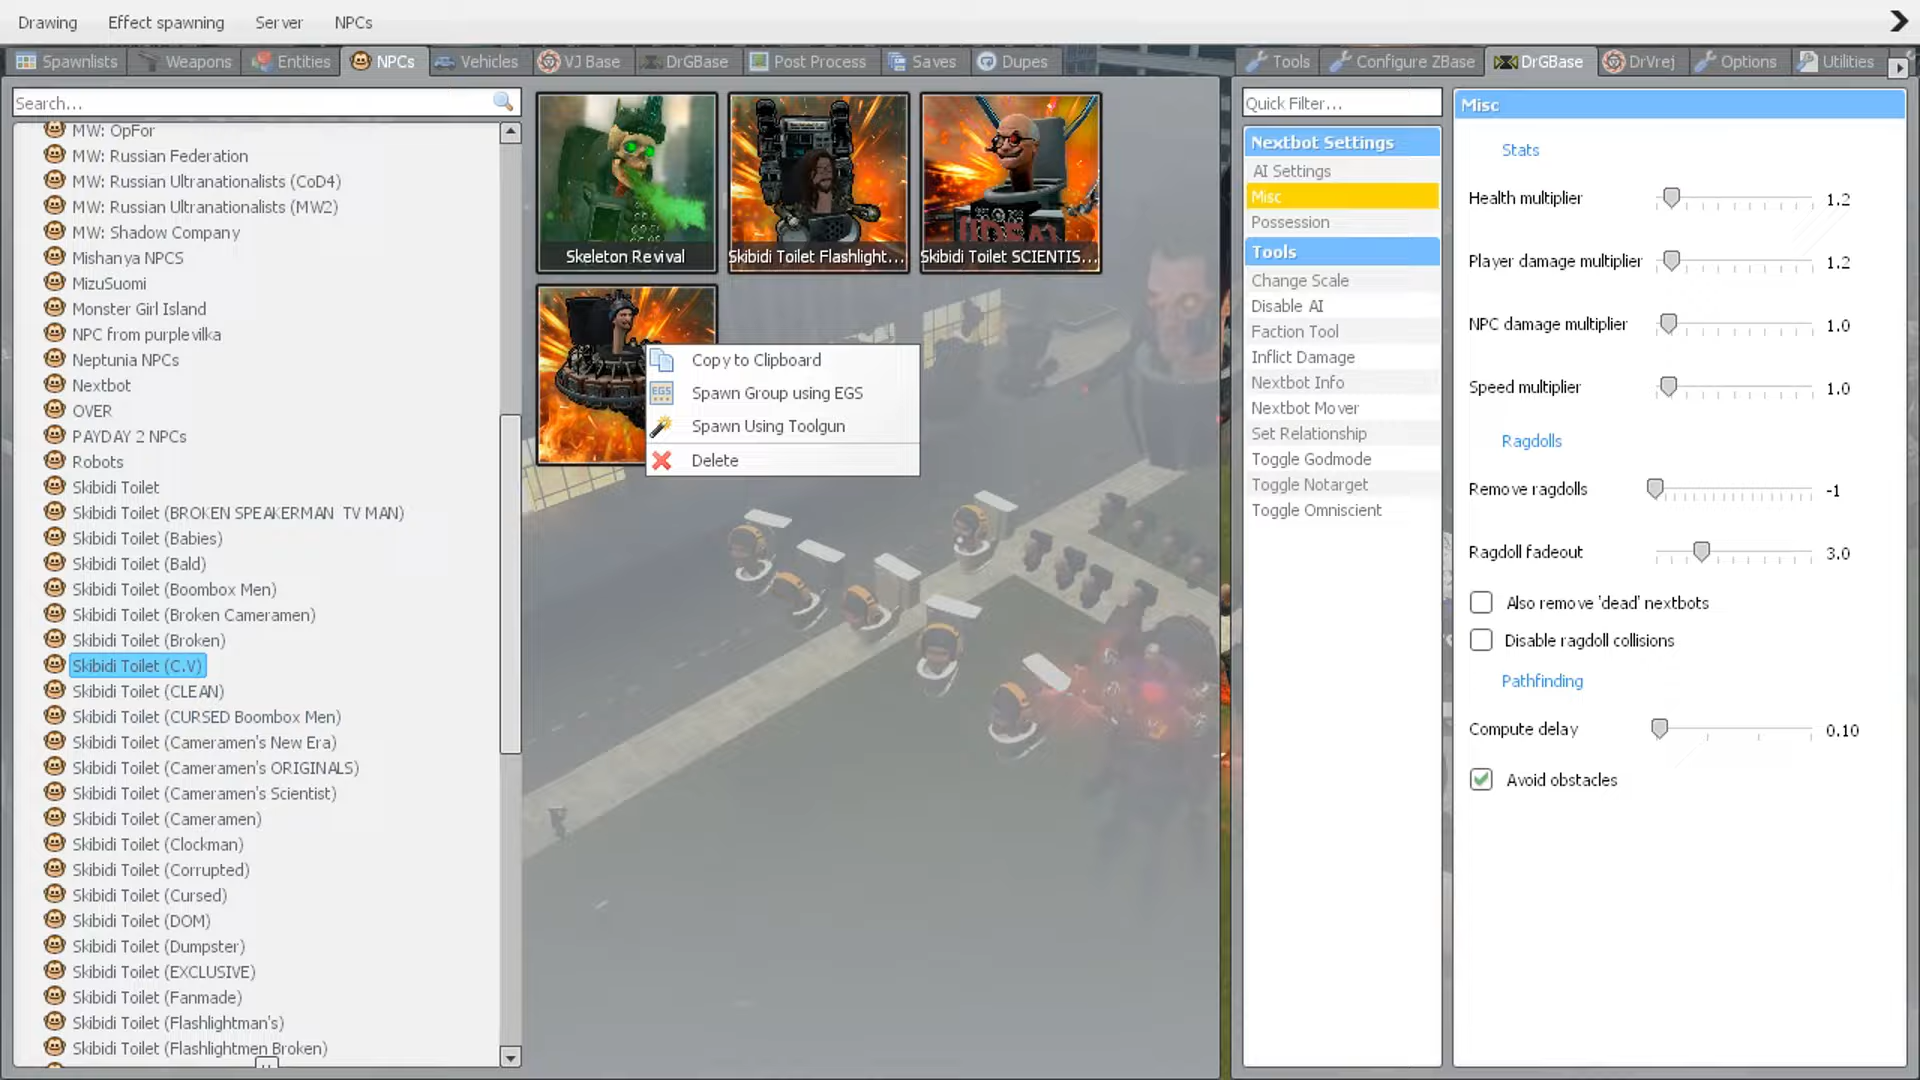 Drawing Effect spawning Server NPCs
Spawnlists Weapons Entities NPCs Vehicles VJ Base DrGBase Post Process Saves Dupes
Tools Configure ZBase DrGBase DrVrej Options Utilities
Search...
MW: OpFor
MW: Russian Federation
MW: Russian Ultranationalists (CoD4)
MW: Russian Ultranationalists (MW2)
MW: Shadow Company
Mishanya NPCS
MizuSuomi
Monster Girl Island
NPC from purplevilka
Neptunia NPCs
Nextbot
OVER
PAYDAY 2 NPCs
Robots
Skibidi Toilet
Skibidi Toilet (BROKEN SPEAKERMAN TV MAN)
Skibidi Toilet (Babies)
Skibidi Toilet (Bald)
Skibidi Toilet (Boombox Men)
Skibidi Toilet (Broken Cameramen)
Skibidi Toilet (Broken)
Skibidi Toilet (C.V)
Skibidi Toilet (CLEAN)
Skibidi Toilet (CURSED Boombox Men)
Skibidi Toilet (Cameramen's New Era)
Skibidi Toilet (Cameramen's ORIGINALS)
Skibidi Toilet (Cameramen's Scientist)
Skibidi Toilet (Cameramen)
Skibidi Toilet (Clockman)
Skibidi Toilet (Corrupted)
Skibidi Toilet (Cursed)
Skibidi Toilet (DOM)
Skibidi Toilet (Dumpster)
Skibidi Toilet (EXCLUSIVE)
Skibidi Toilet (Fanmade)
Skibidi Toilet (Flashlightman's)
Skibidi Toilet (Flashlightmen Broken)
Skeleton Revival
Skibidi Toilet Flashlight...
Skibidi Toilet SCIENTIS...
Copy to Clipboard
EGS
Spawn Group using EGS
Spawn Using Toolgun
Delete
Quick Filter...
Nextbot Settings
AI Settings
Misc
Possession
Tools
Change Scale
Disable AI
Faction Tool
Inflict Damage
Nextbot Info
Nextbot Mover
Set Relationship
Toggle Godmode
Toggle Notarget
Toggle Omniscient
Misc
Stats
Health multiplier 1.2
Player damage multiplier 1.2
NPC damage multiplier 1.0
Speed multiplier 1.0
Ragdolls
Remove ragdolls -1
Ragdoll fadeout 3.0
Also remove 'dead' nextbots
Disable ragdoll collisions
Pathfinding
Compute delay 0.10
Avoid obstacles